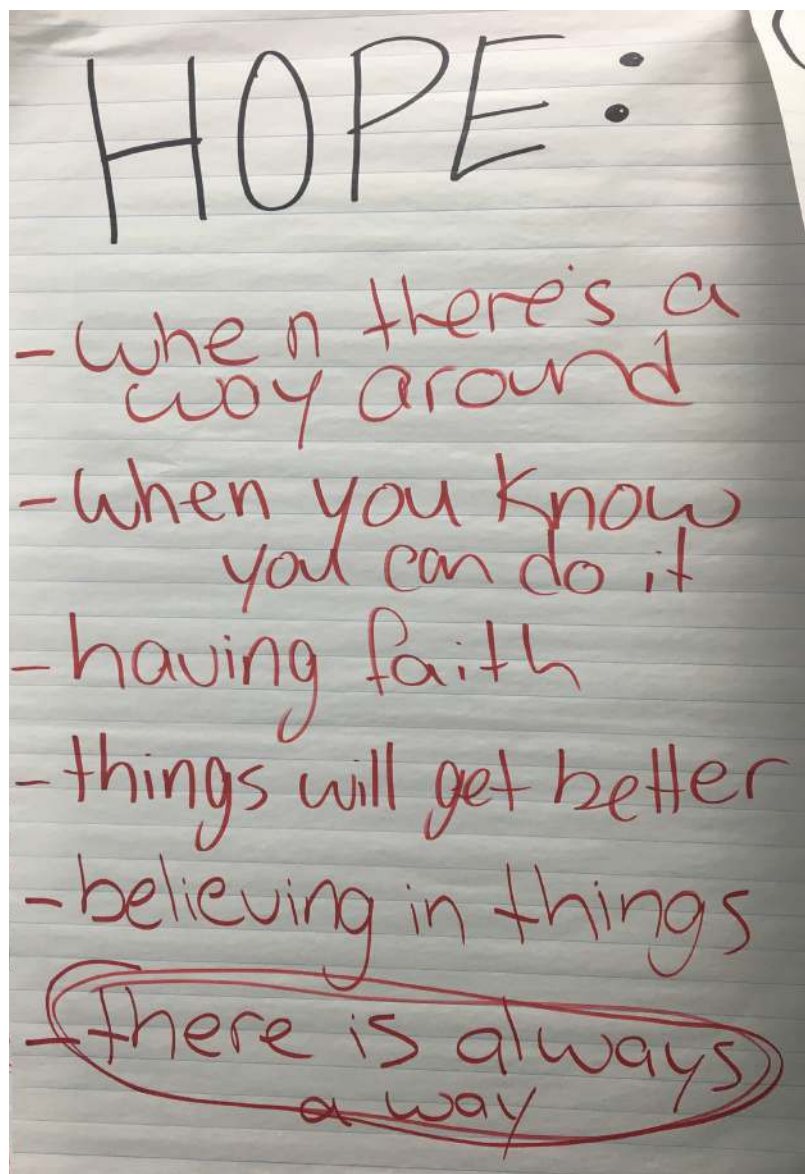 HOPE:
- when there's a
way around
- when you know
you can do it
- having faith
- things will get better
- believing in things
- there is always
a way